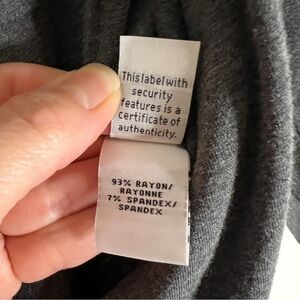 This label with
security
features is a
certificate of
authenticity.
93% RAYON/
RAYONNE
7% SPANDEX/
SPANDEX